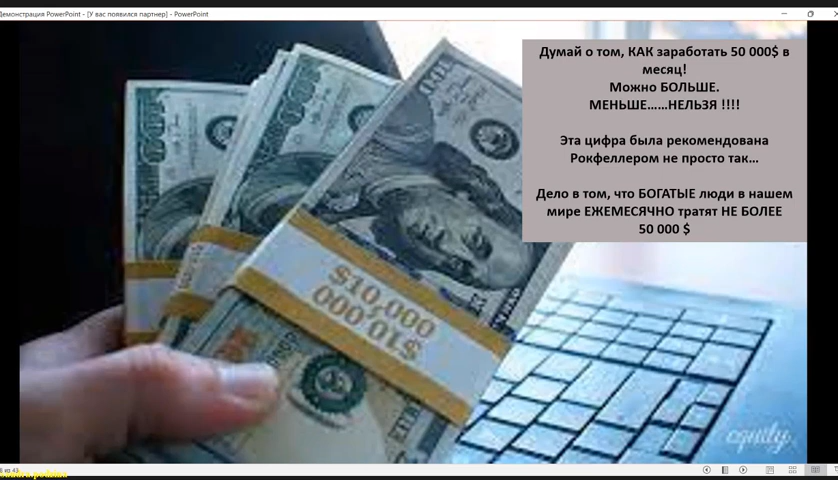 Демонстрация PowerPoint - [У вас появился партнер] - PowerPoint
Думай о том, КАК заработать 50 000$ в
месяц!
Можно БОЛЬШЕ.
МЕНЬШЕ......НЕЛЬЗЯ !!!!
Эта цифра была рекомендована
Рокфеллером не просто так...
Дело в том, что БОГАТЫЕ люди в нашем
мире ЕЖЕМЕСЯЧНО тратят НЕ БОЛЕЕ
50 000 $
$10,000
$10,000
equity
из 43